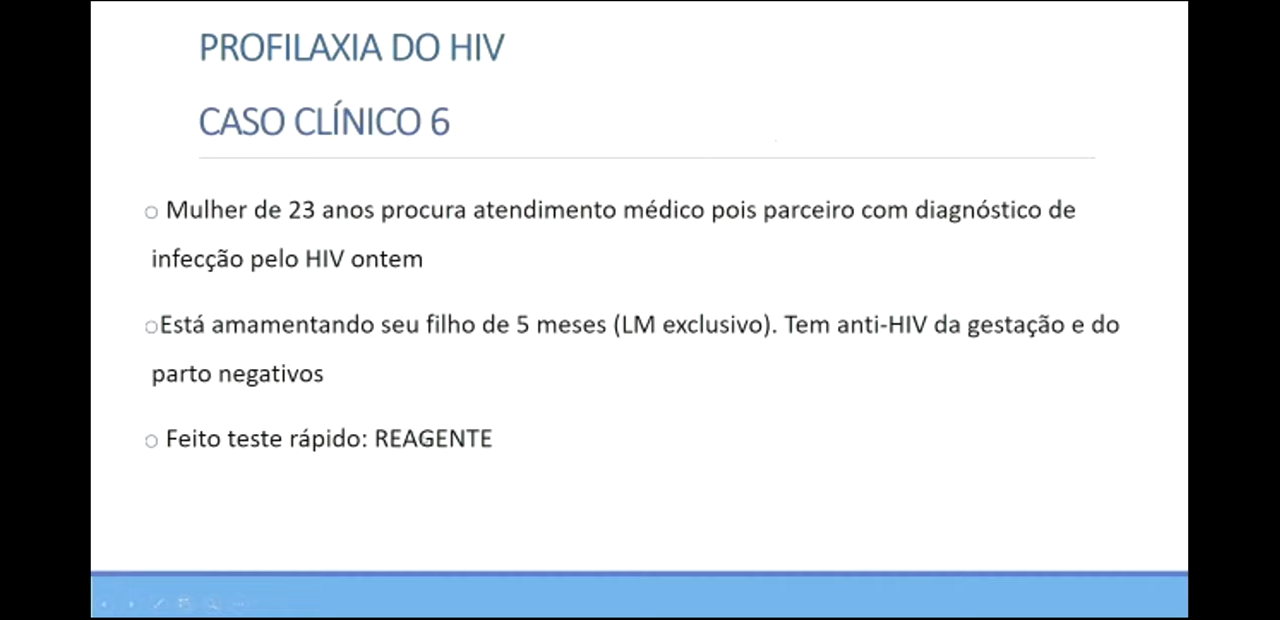 PROFILAXIA DO HIV
CASO CLÍNICO 6
○ Mulher de 23 anos procura atendimento médico pois parceiro com diagnóstico de
infecção pelo HIV ontem
○Está amamentando seu filho de 5 meses (LM exclusivo). Tem anti-HIV da gestação e do
parto negativos
○ Feito teste rápido: REAGENTE